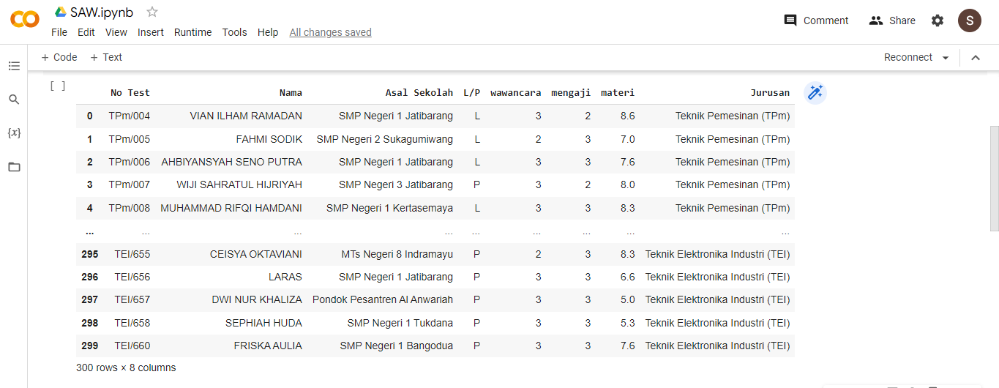 SAW.ipynb
File Edit View Insert Runtime Tools Help All changes saved
Comment Share S
+ Code + Text Reconnect
{x}
[ ]
No Test Nama Asal Sekolah L/P wawancara mengaji materi Jurusan
0 TPm/004 VIAN ILHAM RAMADAN SMP Negeri 1 Jatibarang L 3 2 8.6 Teknik Pemesinan (TPm)
1 TPm/005 FAHMI SODIK SMP Negeri 2 Sukagumiwang L 2 3 7.0 Teknik Pemesinan (TPm)
2 TPm/006 AHBIYANSYAH SENO PUTRA SMP Negeri 1 Jatibarang L 3 3 7.6 Teknik Pemesinan (TPm)
3 TPm/007 WIJI SAHRATUL HIJRIYAH SMP Negeri 3 Jatibarang P 3 2 8.0 Teknik Pemesinan (TPm)
4 TPm/008 MUHAMMAD RIFQI HAMDANI SMP Negeri 1 Kertasemaya L 3 3 8.3 Teknik Pemesinan (TPm)
... ... ... ... ... ... ... ... ...
295 TEI/655 CEISYA OKTAVIANI MTs Negeri 8 Indramayu P 2 3 8.3 Teknik Elektronika Industri (TEI)
296 TEI/656 LARAS SMP Negeri 1 Jatibarang P 3 3 6.6 Teknik Elektronika Industri (TEI)
297 TEI/657 DWI NUR KHALIZA Pondok Pesantren Al Anwariah P 3 3 5.0 Teknik Elektronika Industri (TEI)
298 TEI/658 SEPHIAH HUDA SMP Negeri 1 Tukdana P 3 3 5.3 Teknik Elektronika Industri (TEI)
299 TEI/660 FRISKA AULIA SMP Negeri 1 Bangodua P 3 3 7.6 Teknik Elektronika Industri (TEI)
300 rows × 8 columns